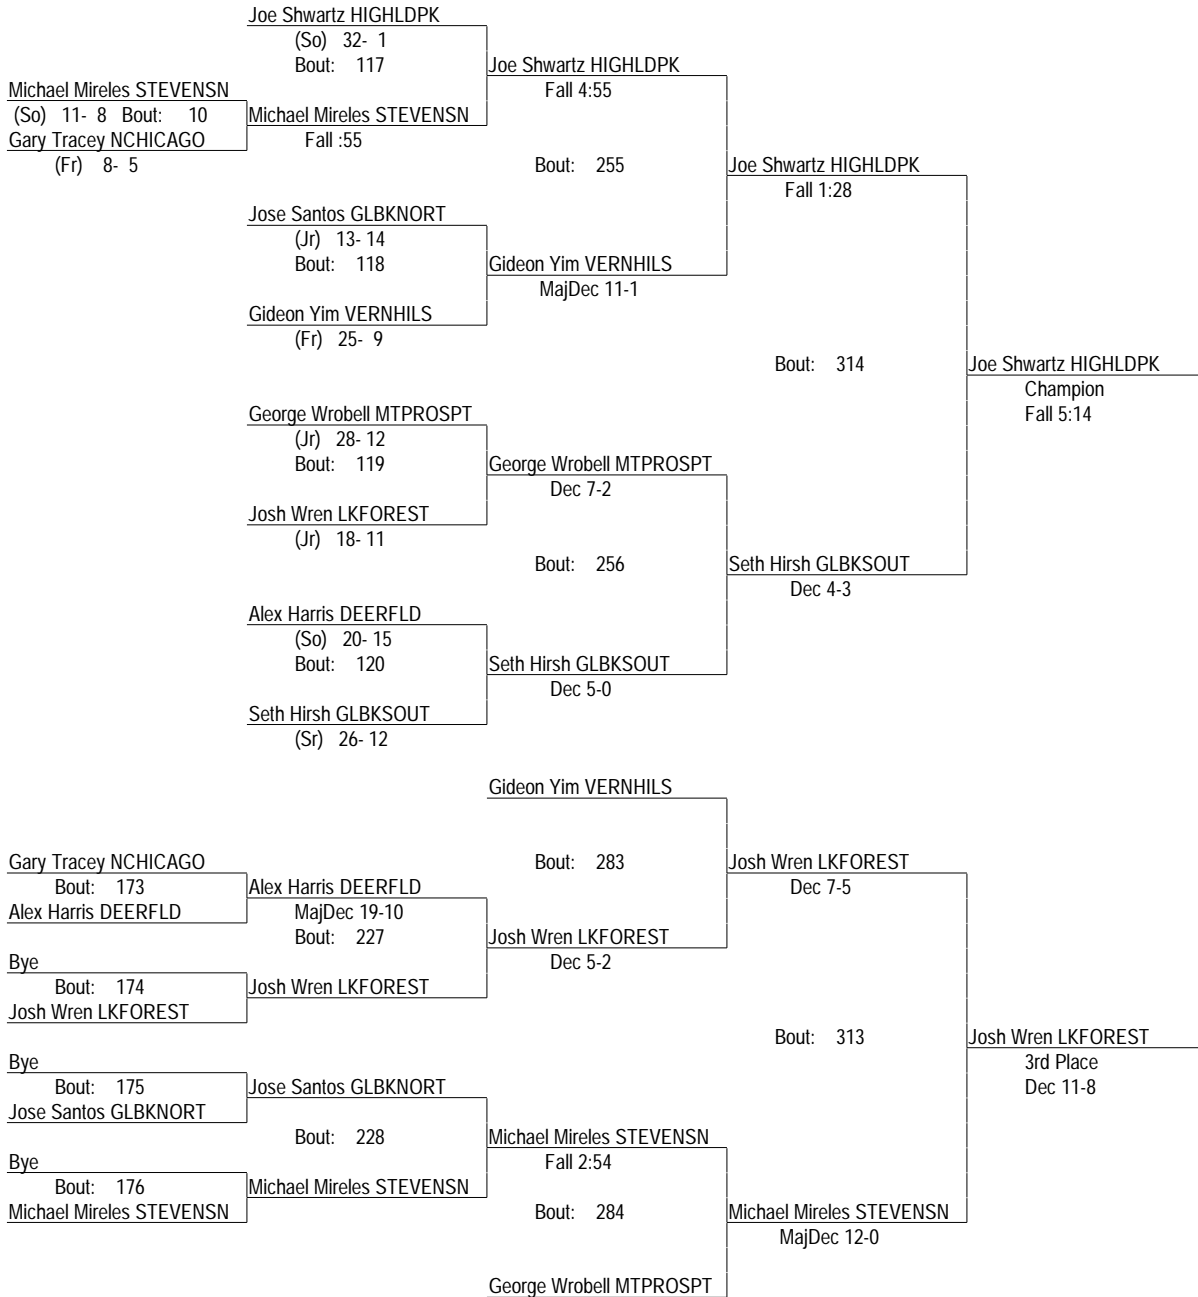 Joe Shwartz HIGHLDPK
(So) 32- 1
Bout: 117
Joe Shwartz HIGHLDPK
Fall 4:55
Michael Mireles STEVENSN
(So) 11- 8 Bout: 10
Michael Mireles STEVENSN
Fall :55
Gary Tracey NCHICAGO
(Fr) 8- 5
Bout: 255
Joe Shwartz HIGHLDPK
Fall 1:28
Jose Santos GLBKNORT
(Jr) 13- 14
Bout: 118
Gideon Yim VERNHILS
MajDec 11-1
Gideon Yim VERNHILS
(Fr) 25- 9
Bout: 314
Joe Shwartz HIGHLDPK
Champion
Fall 5:14
George Wrobell MTPROSPT
(Jr) 28- 12
Bout: 119
George Wrobell MTPROSPT
Dec 7-2
Josh Wren LKFOREST
(Jr) 18- 11
Bout: 256
Seth Hirsh GLBKSOUT
Dec 4-3
Alex Harris DEERFLD
(So) 20- 15
Bout: 120
Seth Hirsh GLBKSOUT
Dec 5-0
Seth Hirsh GLBKSOUT
(Sr) 26- 12
Gideon Yim VERNHILS
Bout: 283
Josh Wren LKFOREST
Dec 7-5
Gary Tracey NCHICAGO
Bout: 173
Alex Harris DEERFLD
Alex Harris DEERFLD
MajDec 19-10
Bout: 227
Josh Wren LKFOREST
Dec 5-2
Bye
Bout: 174
Josh Wren LKFOREST
Josh Wren LKFOREST
Bout: 313
Josh Wren LKFOREST
3rd Place
Dec 11-8
Bye
Bout: 175
Jose Santos GLBKNORT
Jose Santos GLBKNORT
Bout: 228
Michael Mireles STEVENSN
Fall 2:54
Bye
Bout: 176
Michael Mireles STEVENSN
Michael Mireles STEVENSN
Bout: 284
Michael Mireles STEVENSN
MajDec 12-0
George Wrobell MTPROSPT